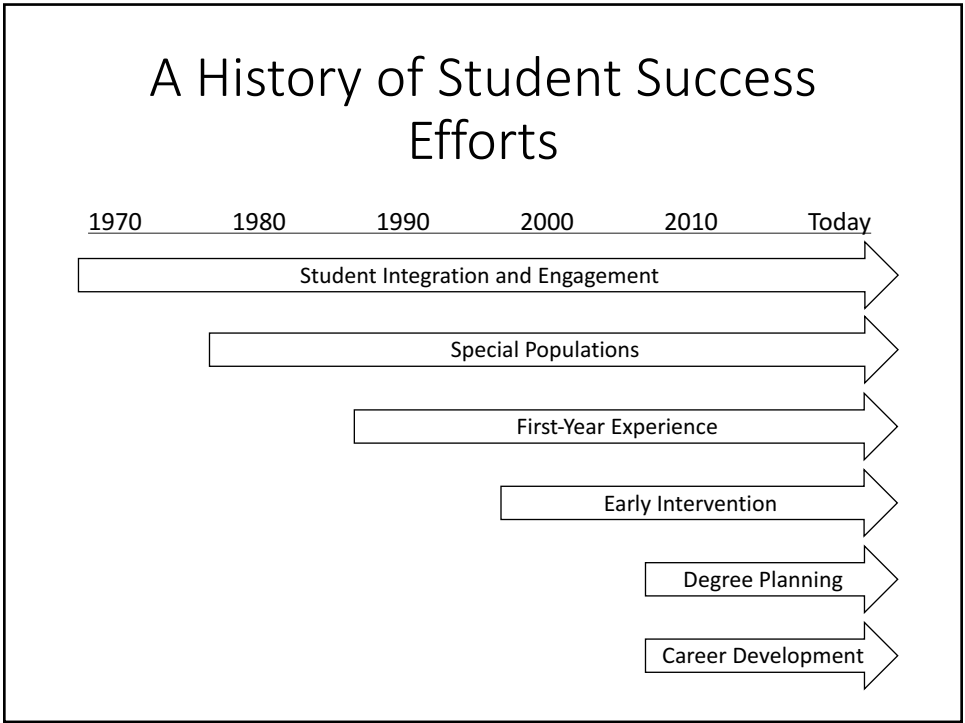 A History of Student Success
Efforts
1970 1980 1990 2000 2010 Today
Student Integration and Engagement
Special Populations
First-Year Experience
Early Intervention
Degree Planning
Career Development